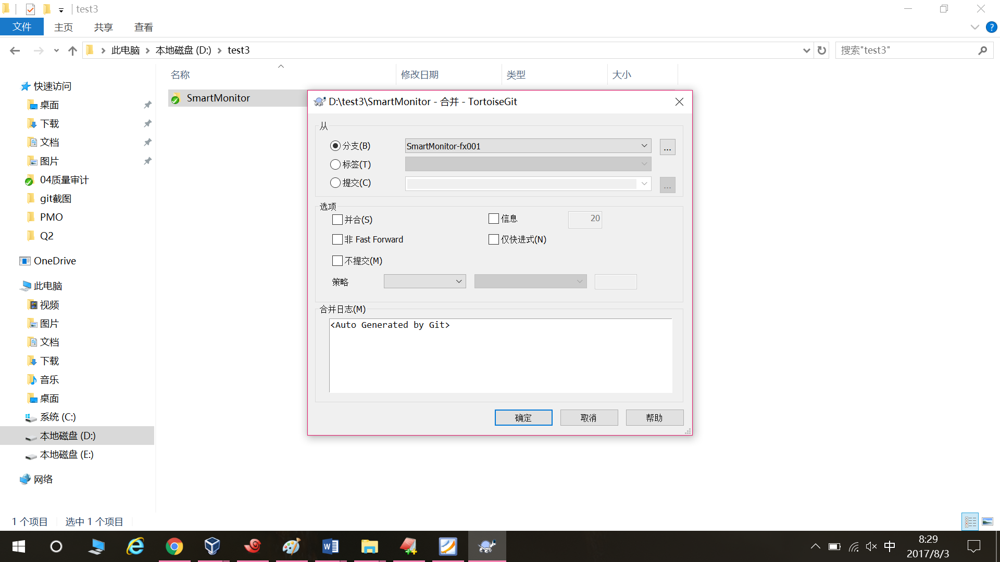 test3
文件 主页 共享 查看
此电脑 本地磁盘 (D:) test3
搜索"test3"
名称 修改日期 类型 大小
快速访问
桌面
下载
文档
图片
04质量审计
git截图
PMO
Q2
OneDrive
此电脑
视频
图片
文档
下载
音乐
桌面
系统 (C:)
本地磁盘 (D:)
本地磁盘 (E:)
网络
SmartMonitor
D:\test3\SmartMonitor - 合并 - TortoiseGit
从
分支(B) SmartMonitor-fx001 ...
标签(T)
提交(C) ...
选项
并合(S) 信息 20
非 Fast Forward 仅快进式(N)
不提交(M)
策略
合并日志(M)
<Auto Generated by Git>
确定 取消 帮助
1 个项目 选中 1 个项目
中
8:29
2017/8/3